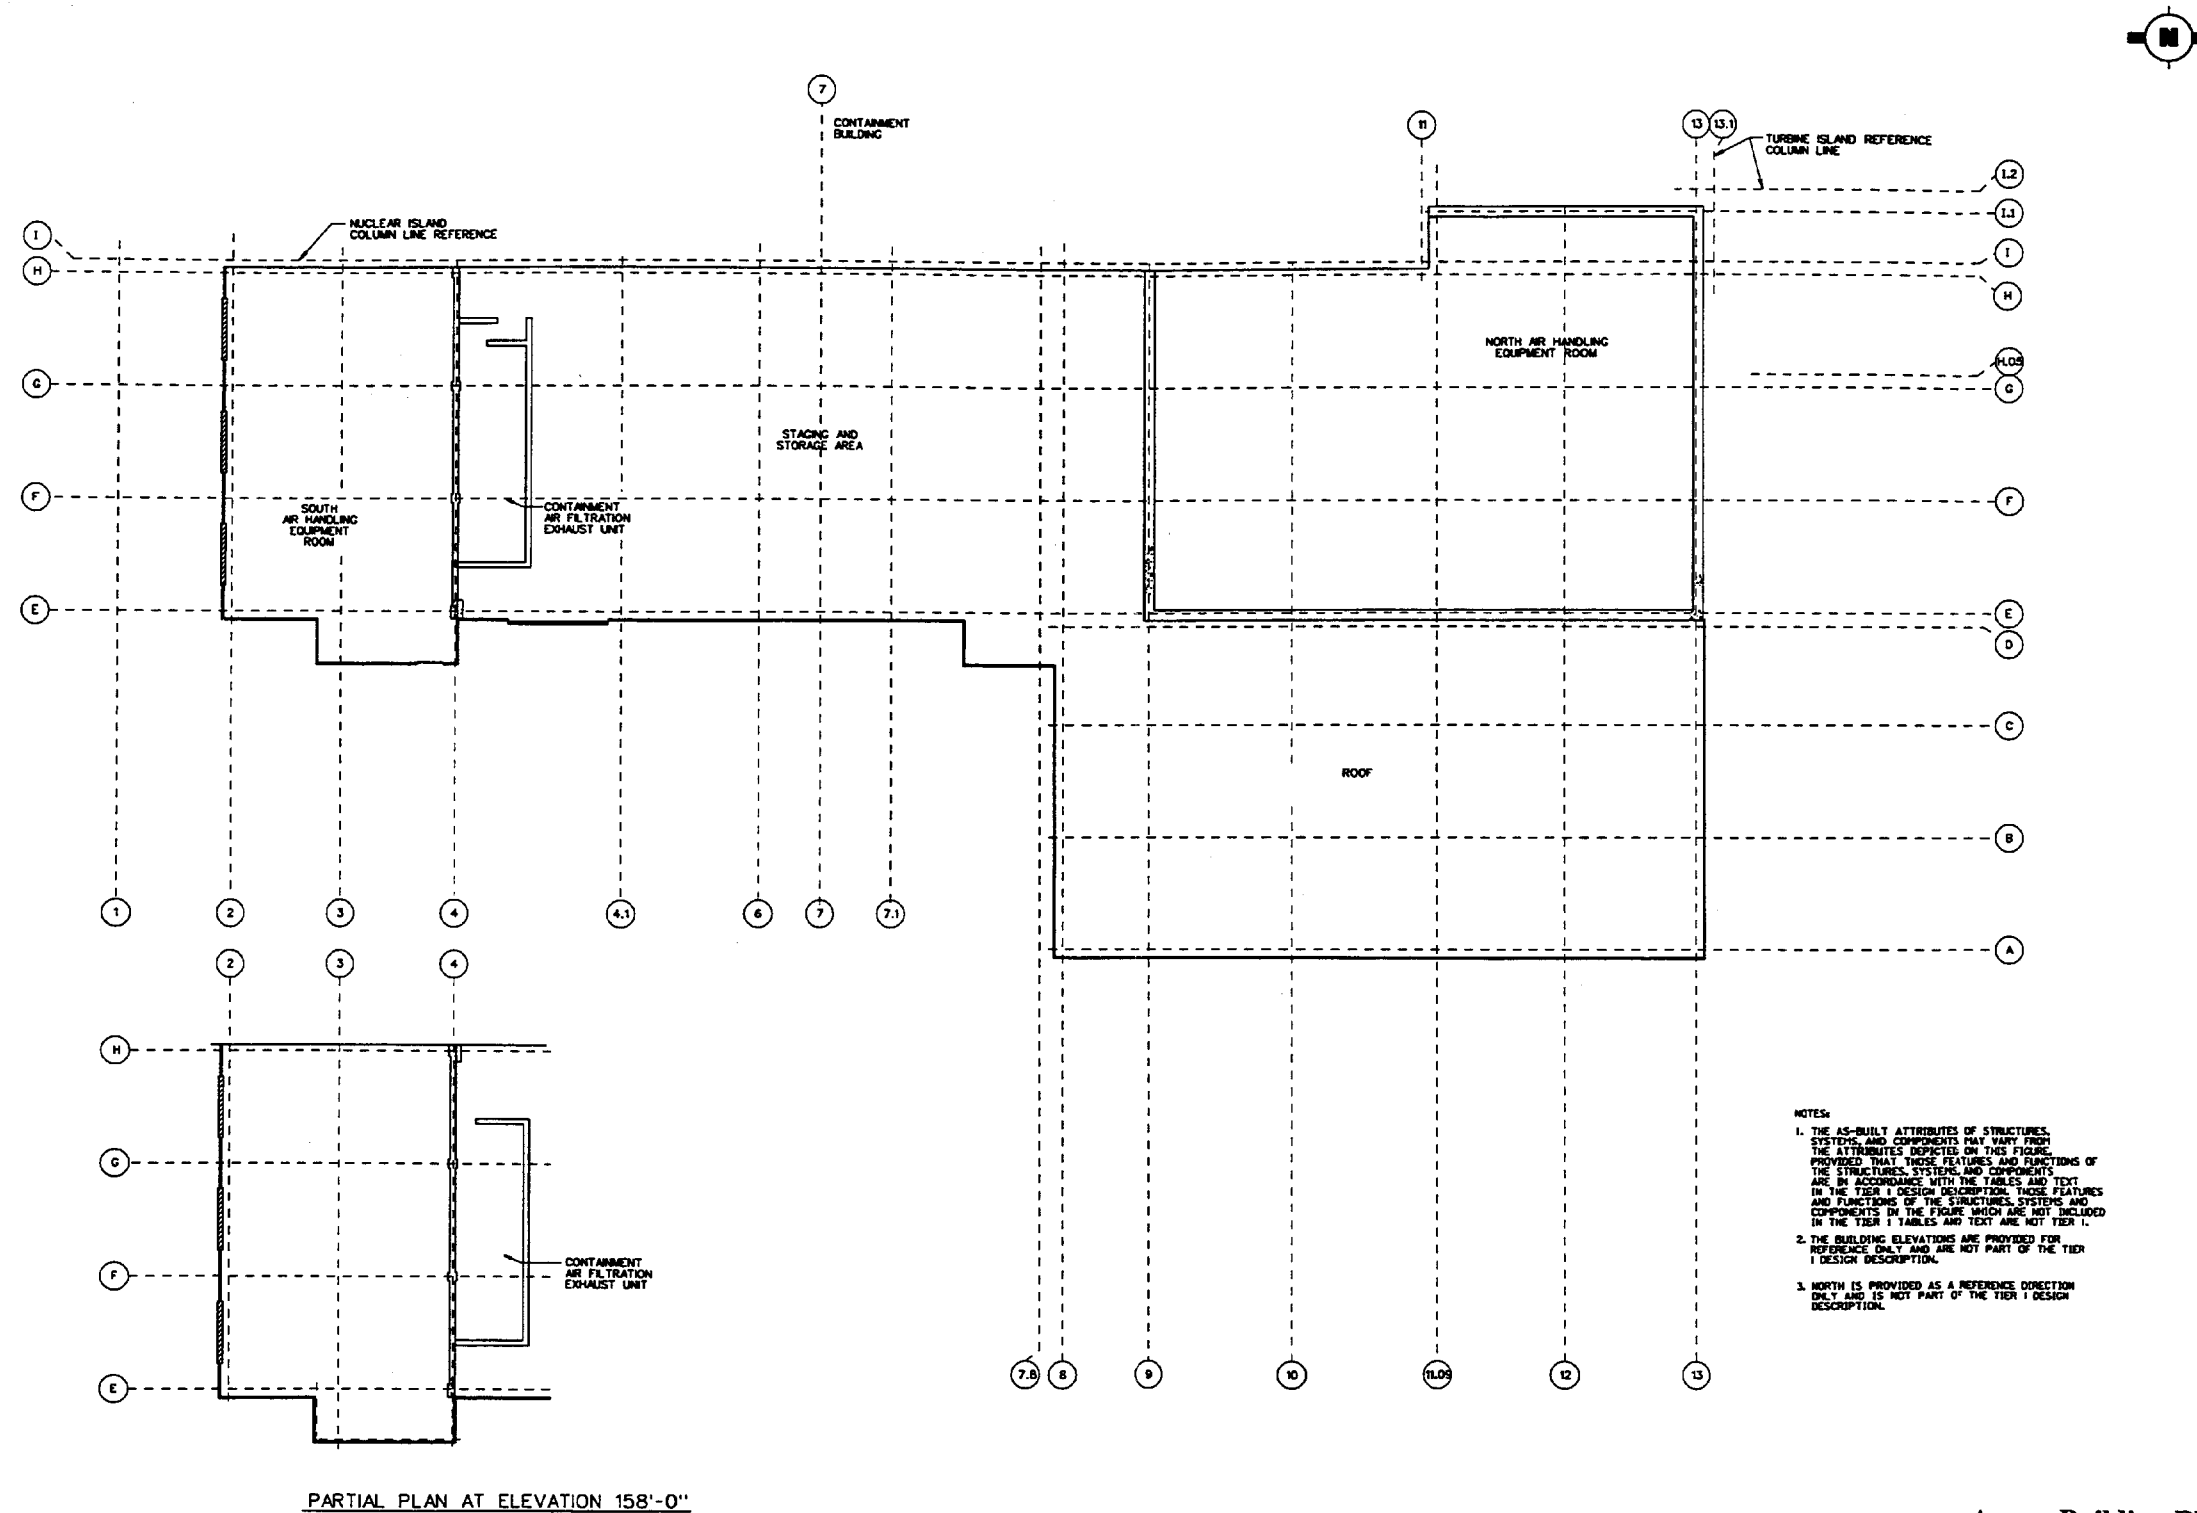 N
7
CONTAINMENT
BUILDING
11
13
13.1
TURBINE ISLAND REFERENCE
COLUMN LINE
I.2
I.1
I
H
NUCLEAR ISLAND
COLUMN LINE REFERENCE
I
H
NORTH AIR HANDLING
EQUIPMENT ROOM
H.05
G
G
STAGING AND
STORAGE AREA
F
F
SOUTH
AIR HANDLING
EQUIPMENT
ROOM
CONTAINMENT
AIR FILTRATION
EXHAUST UNIT
E
E
D
C
ROOF
B
A
1
2
3
4
4.1
6
7
7.1
2
3
4
H
G
F
E
CONTAINMENT
AIR FILTRATION
EXHAUST UNIT
7.8
8
9
10
11.09
12
13
NOTES:
1. THE AS-BUILT ATTRIBUTES OF STRUCTURES,
SYSTEMS, AND COMPONENTS MAY VARY FROM
THE ATTRIBUTES DEPICTED ON THIS FIGURE,
PROVIDED THAT THOSE FEATURES AND FUNCTIONS OF
THE STRUCTURES, SYSTEMS, AND COMPONENTS
ARE IN ACCORDANCE WITH THE TABLES AND TEXT
IN THE TIER 1 DESIGN DESCRIPTION. THOSE FEATURES
AND FUNCTIONS OF THE STRUCTURES, SYSTEMS AND
COMPONENTS IN THE FIGURE WHICH ARE NOT INCLUDED
IN THE TIER 1 TABLES AND TEXT ARE NOT TIER 1.
2. THE BUILDING ELEVATIONS ARE PROVIDED FOR
REFERENCE ONLY AND ARE NOT PART OF THE TIER
1 DESIGN DESCRIPTION.
3. NORTH IS PROVIDED AS A REFERENCE DIRECTION
ONLY AND IS NOT PART OF THE TIER 1 DESIGN
DESCRIPTION.
PARTIAL PLAN AT ELEVATION 158'-0"